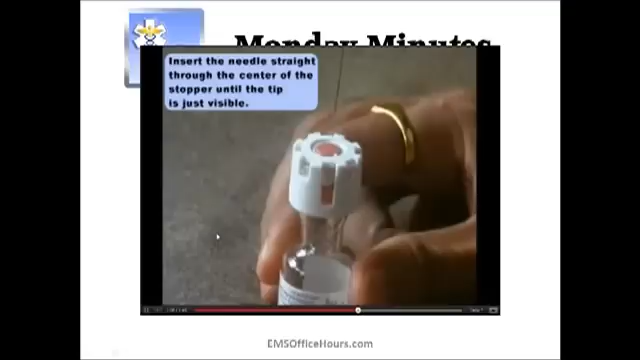 Monday Minutes
Insert the needle straight
through the center of the
stopper until the tip
is just visible.
EMSOfficeHours.com